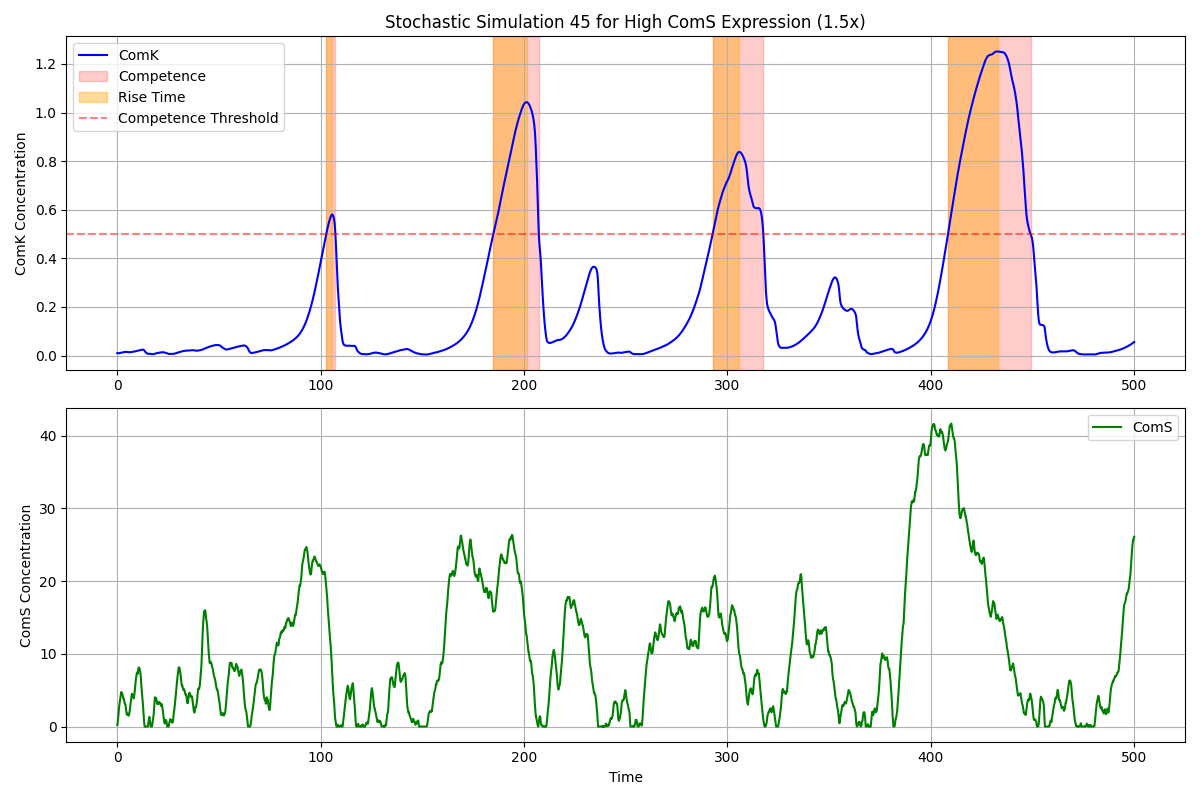 Stochastic Simulation 45 for High ComS Expression (1.5x)
ComK
Competence
Rise Time
Competence Threshold
ComK Concentration
1.2
1.0
0.8
0.6
0.4
0.2
0.0
0 100 200 300 400 500
ComS
ComS Concentration
40
30
20
10
0
0 100 200 300 400 500
Time